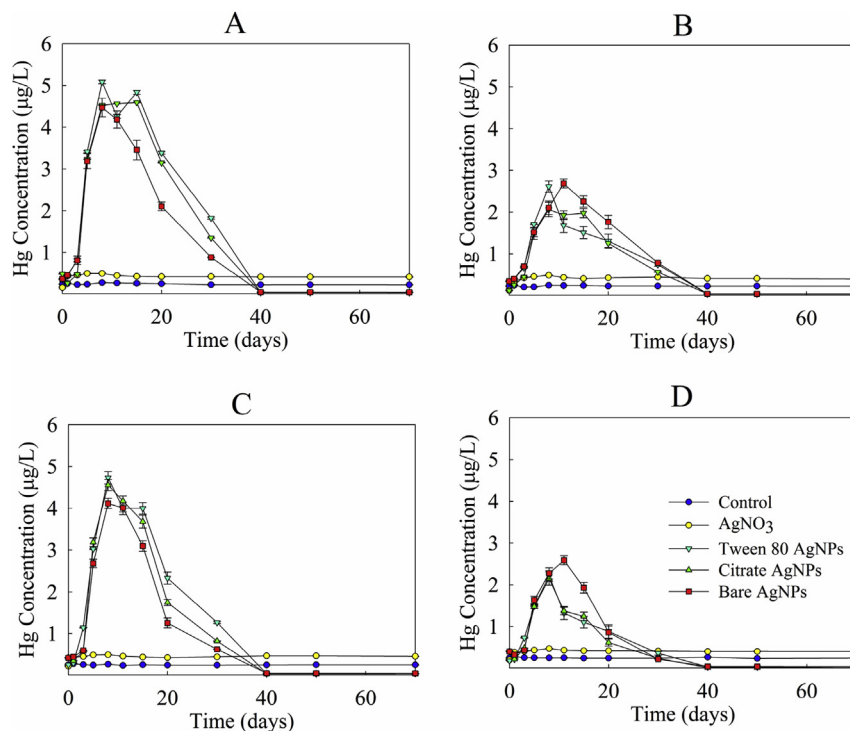 A
Hg Concentration (µg/L)
6
5
4
3
2
1
0 20 40 60
Time (days)
B
Hg Concentration (µg/L)
6
5
4
3
2
1
0 20 40 60
Time (days)
C
Hg Concentration (µg/L)
6
5
4
3
2
1
0 20 40 60
Time (days)
D
Hg Concentration (µg/L)
6
5
4
3
2
1
0 20 40 60
Time (days)
Control
AgNO3
Tween 80 AgNPs
Citrate AgNPs
Bare AgNPs